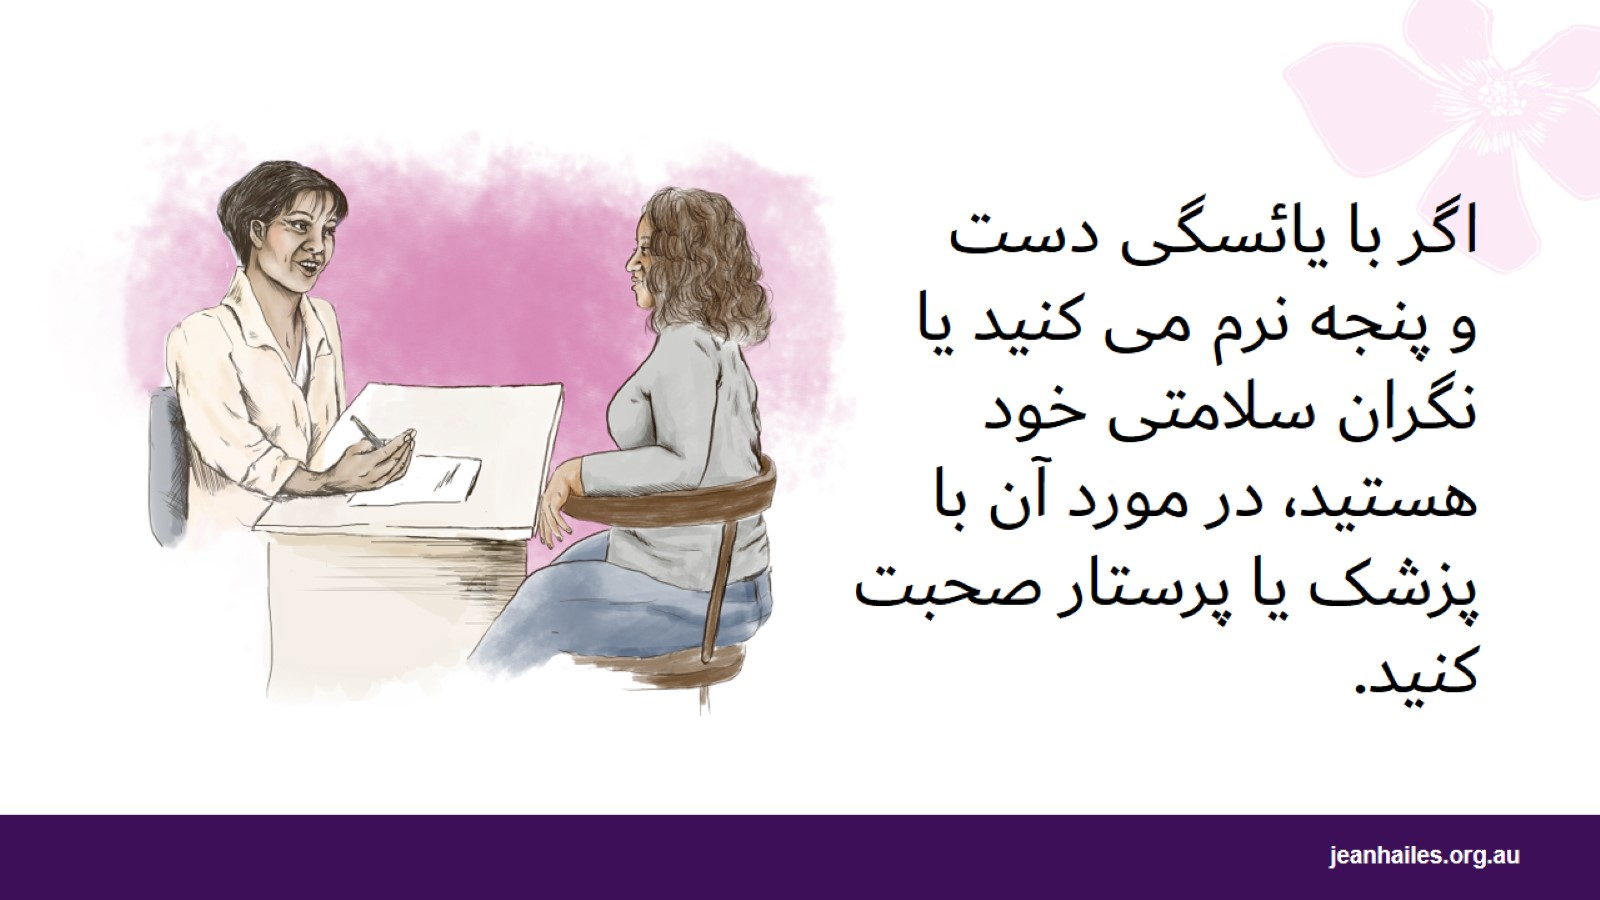 اگر با یائسگی دست
و پنجه نرم می کنید یا
نگران سلامتی خود
هستید، در مورد آن با
پزشک یا پرستار صحبت
کنید.
jeanhailes.org.au